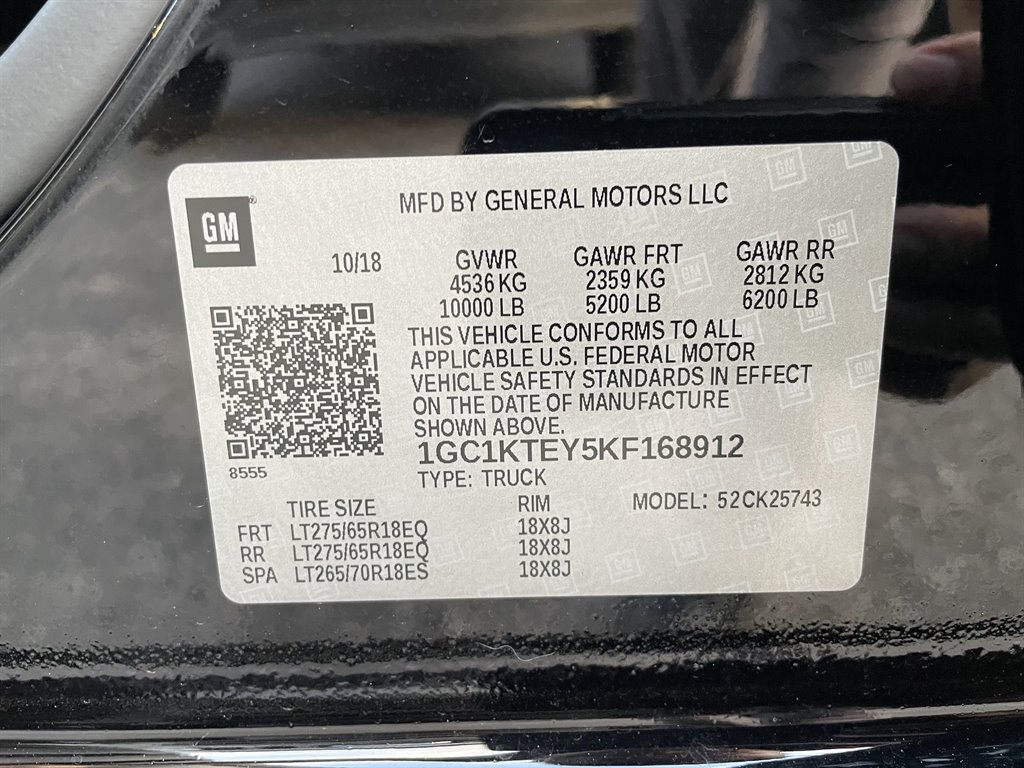 MFD BY GENERAL MOTORS LLC
GM
10/18
GVWR GAWR FRT GAWR RR
4536 KG 2359 KG 2812 KG
10000 LB 5200 LB 6200 LB
THIS VEHICLE CONFORMS TO ALL
APPLICABLE U.S. FEDERAL MOTOR
VEHICLE SAFETY STANDARDS IN EFFECT
ON THE DATE OF MANUFACTURE
SHOWN ABOVE.
1GC1KTEY5KF168912
8555
TYPE: TRUCK
TIRE SIZE RIM MODEL: 52CK25743
FRT LT275/65R18EQ 18X8J
RR LT275/65R18EQ 18X8J
SPA LT265/70R18ES 18X8J